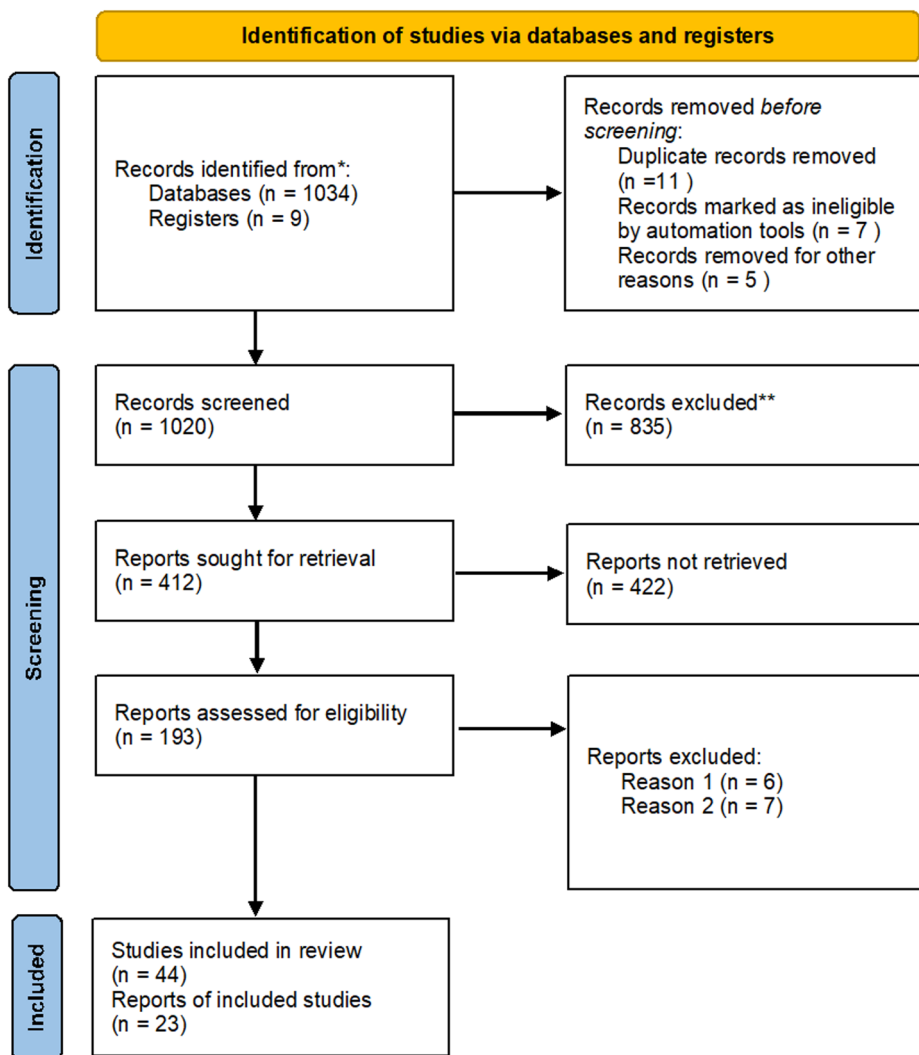 Identification of studies via databases and registers
Identification
Records identified from*:
Databases (n = 1034)
Registers (n = 9)
Records removed before
screening:
Duplicate records removed
(n =11 )
Records marked as ineligible
by automation tools (n = 7 )
Records removed for other
reasons (n = 5 )
Screening
Records screened
(n = 1020)
Records excluded**
(n = 835)
Reports sought for retrieval
(n = 412)
Reports not retrieved
(n = 422)
Reports assessed for eligibility
(n = 193)
Reports excluded:
Reason 1 (n = 6)
Reason 2 (n = 7)
Included
Studies included in review
(n = 44)
Reports of included studies
(n = 23)